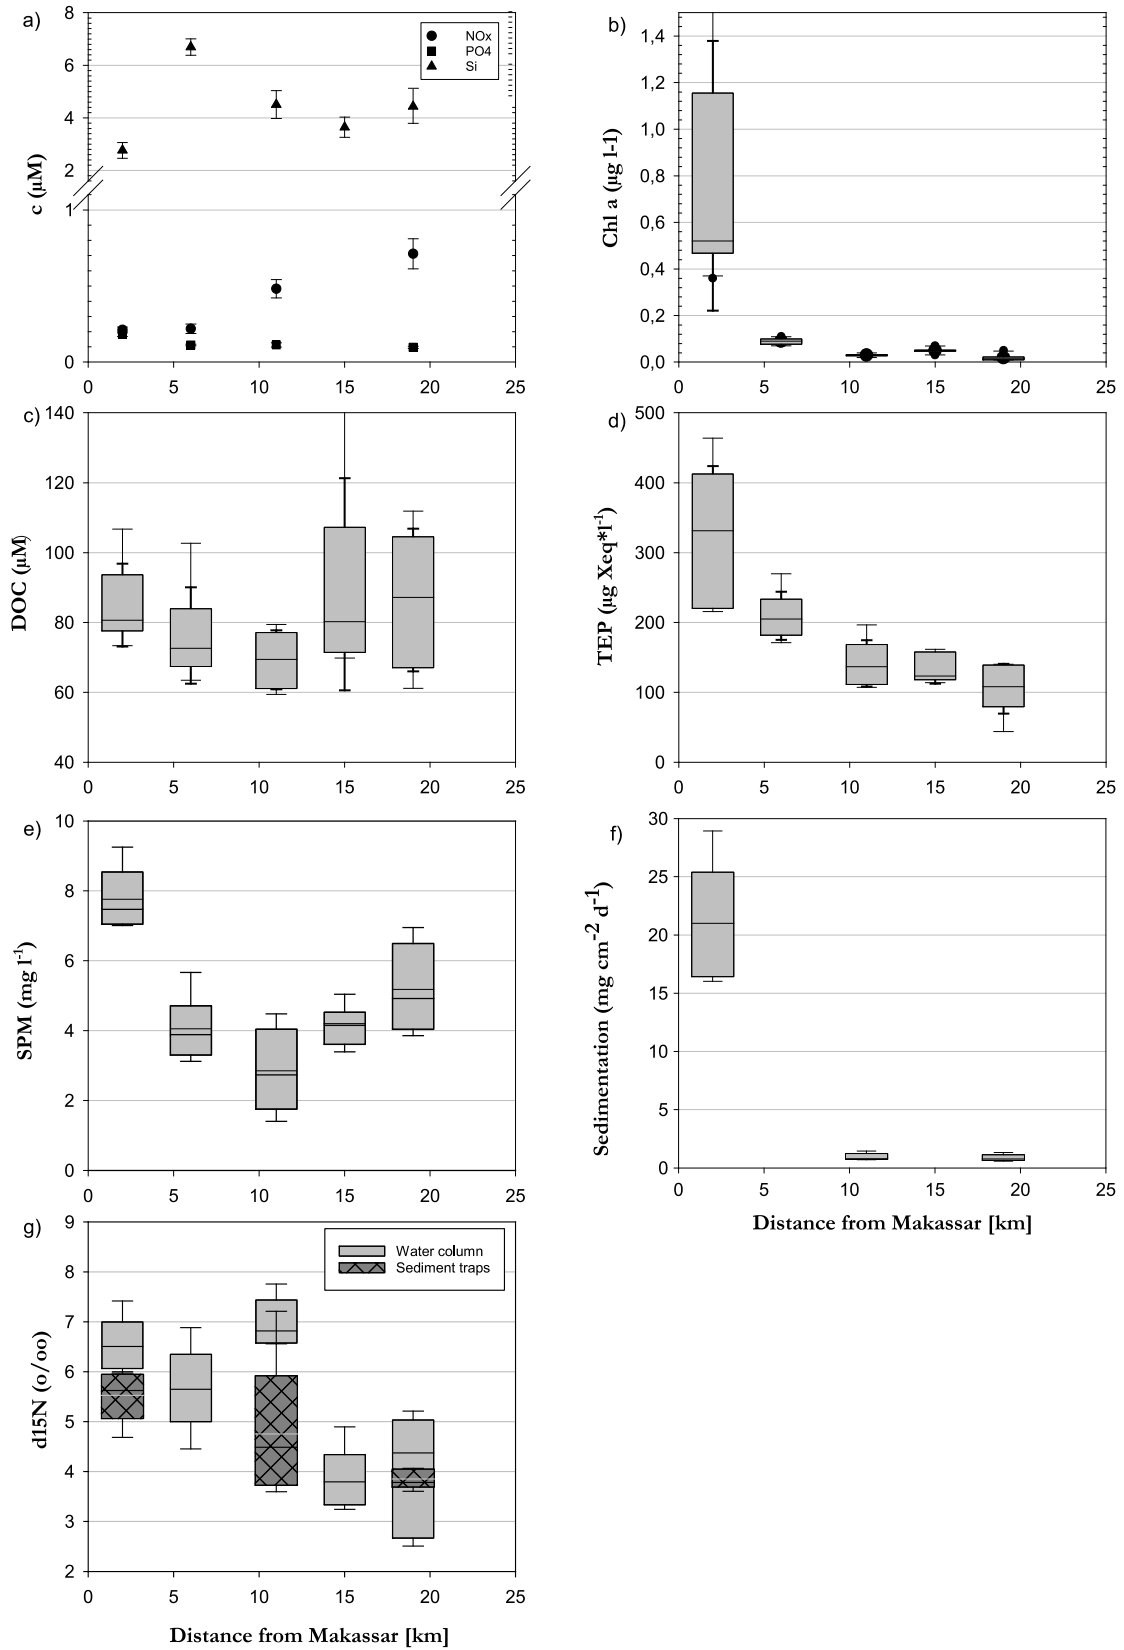 a)
8
6
4
2
1
0
c (µM)
NOx
PO4
Si
0 5 10 15 20 25
b)
1,4
1,2
1,0
0,8
0,6
0,4
0,2
0,0
Chl a (µg l-1)
0 5 10 15 20 25
c)
140
120
100
80
60
40
DOC (µM)
0 5 10 15 20 25
d)
500
400
300
200
100
0
TEP (µg Xeq*l-1)
0 5 10 15 20 25
e)
10
8
6
4
2
0
SPM (mg l-1)
0 5 10 15 20 25
f)
30
25
20
15
10
5
0
Sedimentation (mg cm-2 d-1)
0 5 10 15 20 25
Distance from Makassar [km]
g)
9
8
7
6
5
4
3
2
d15N (o/oo)
Water column
Sediment traps
0 5 10 15 20 25
Distance from Makassar [km]